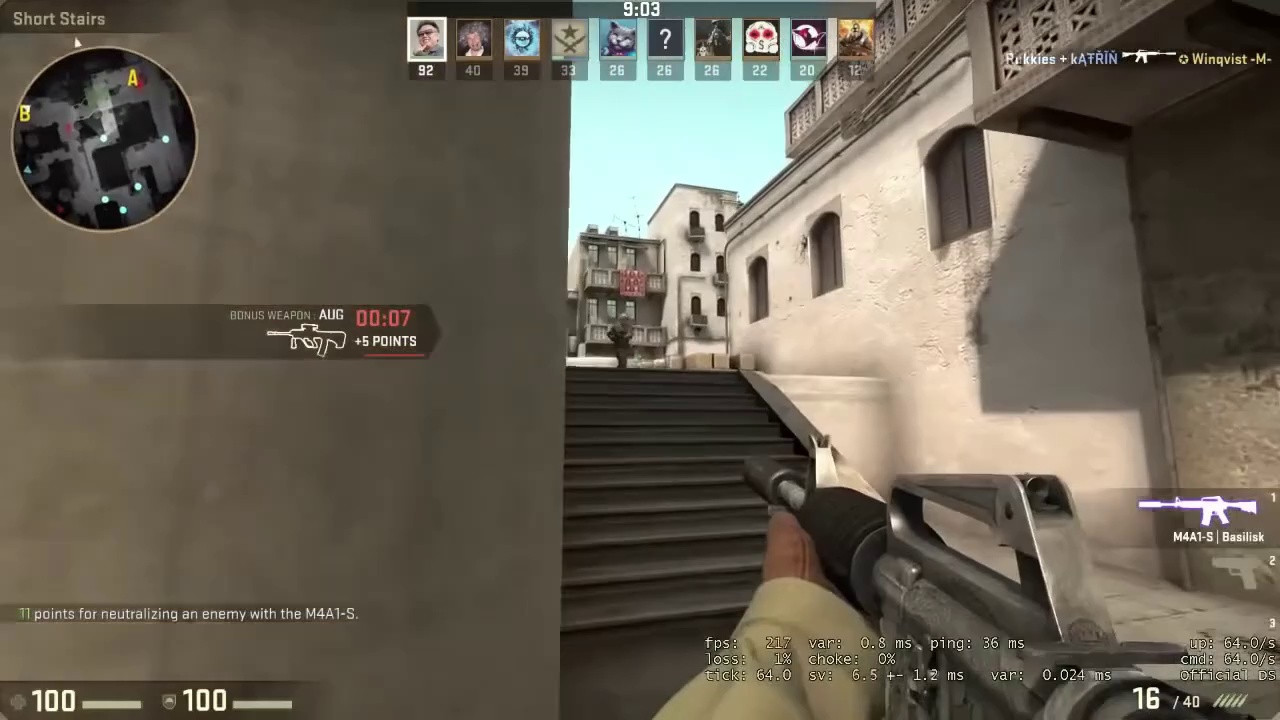 Short Stairs
9:03
A
B
?
S
92 40 39 33 26 26 26 22 20 12
Rukkies + kĄŦŘĪŇ Winqvist -M-
BONUS WEAPON: AUG 00:07
+5 POINTS
1
M4A1-S | Basilisk
2
3
11 points for neutralizing an enemy with the M4A1-S.
fps: 217 var: 0.8 ms ping: 36 ms up: 64.0/s
loss: 1% choke: 0% cmd: 64.0/s
tick: 64.0 sv: 6.5 +- 1.2 ms var: 0.024 ms Official DS
100 100 16 / 40